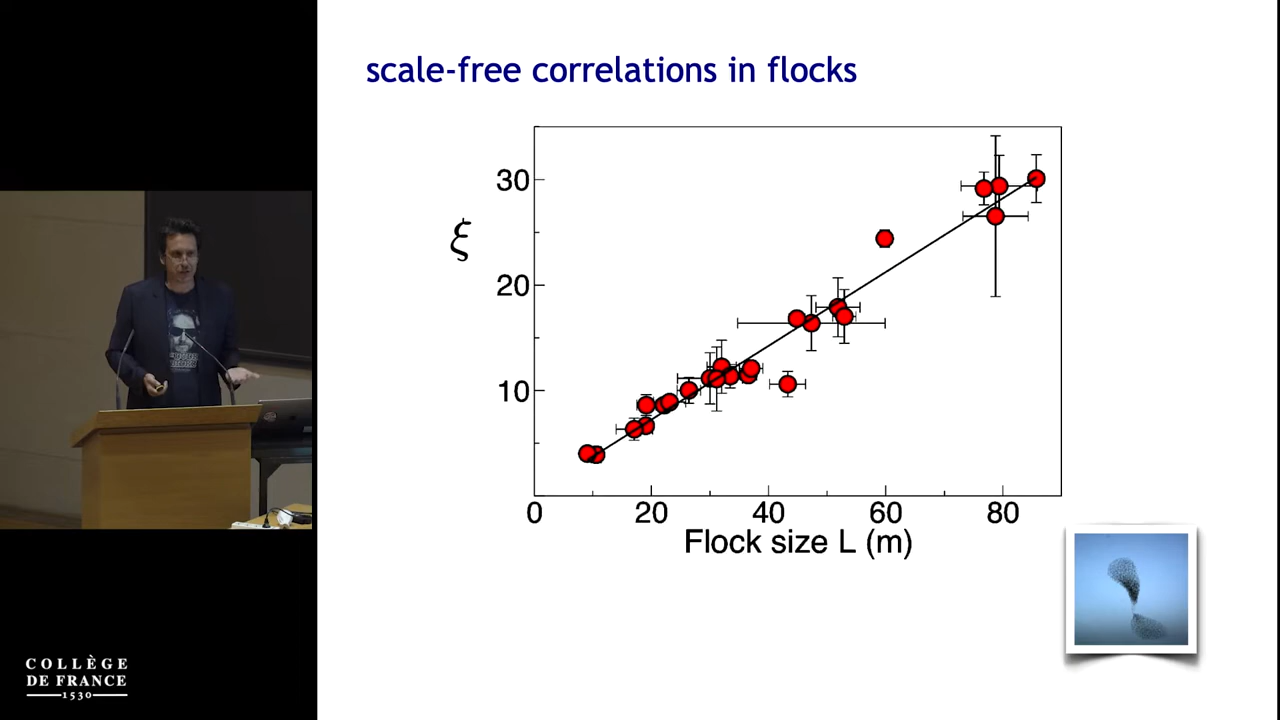 scale-free correlations in flocks
30
20
10
ξ
0 20 40 60 80
Flock size L (m)
COLLÈGE
DE FRANCE
1530